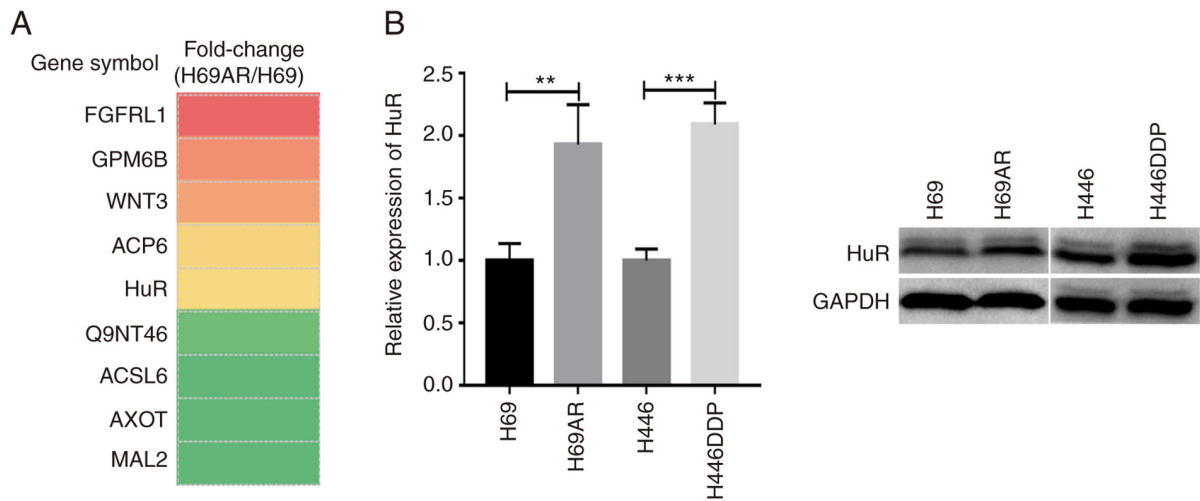 A
Gene symbol
Fold-change
(H69AR/H69)
FGFRL1
GPM6B
WNT3
ACP6
HuR
Q9NT46
ACSL6
AXOT
MAL2
B
Relative expression of HuR
2.5
2.0
1.5
1.0
0.5
0.0
**
***
H69
H69AR
H446
H446DDP
H69
H69AR
H446
H446DDP
HuR
GAPDH